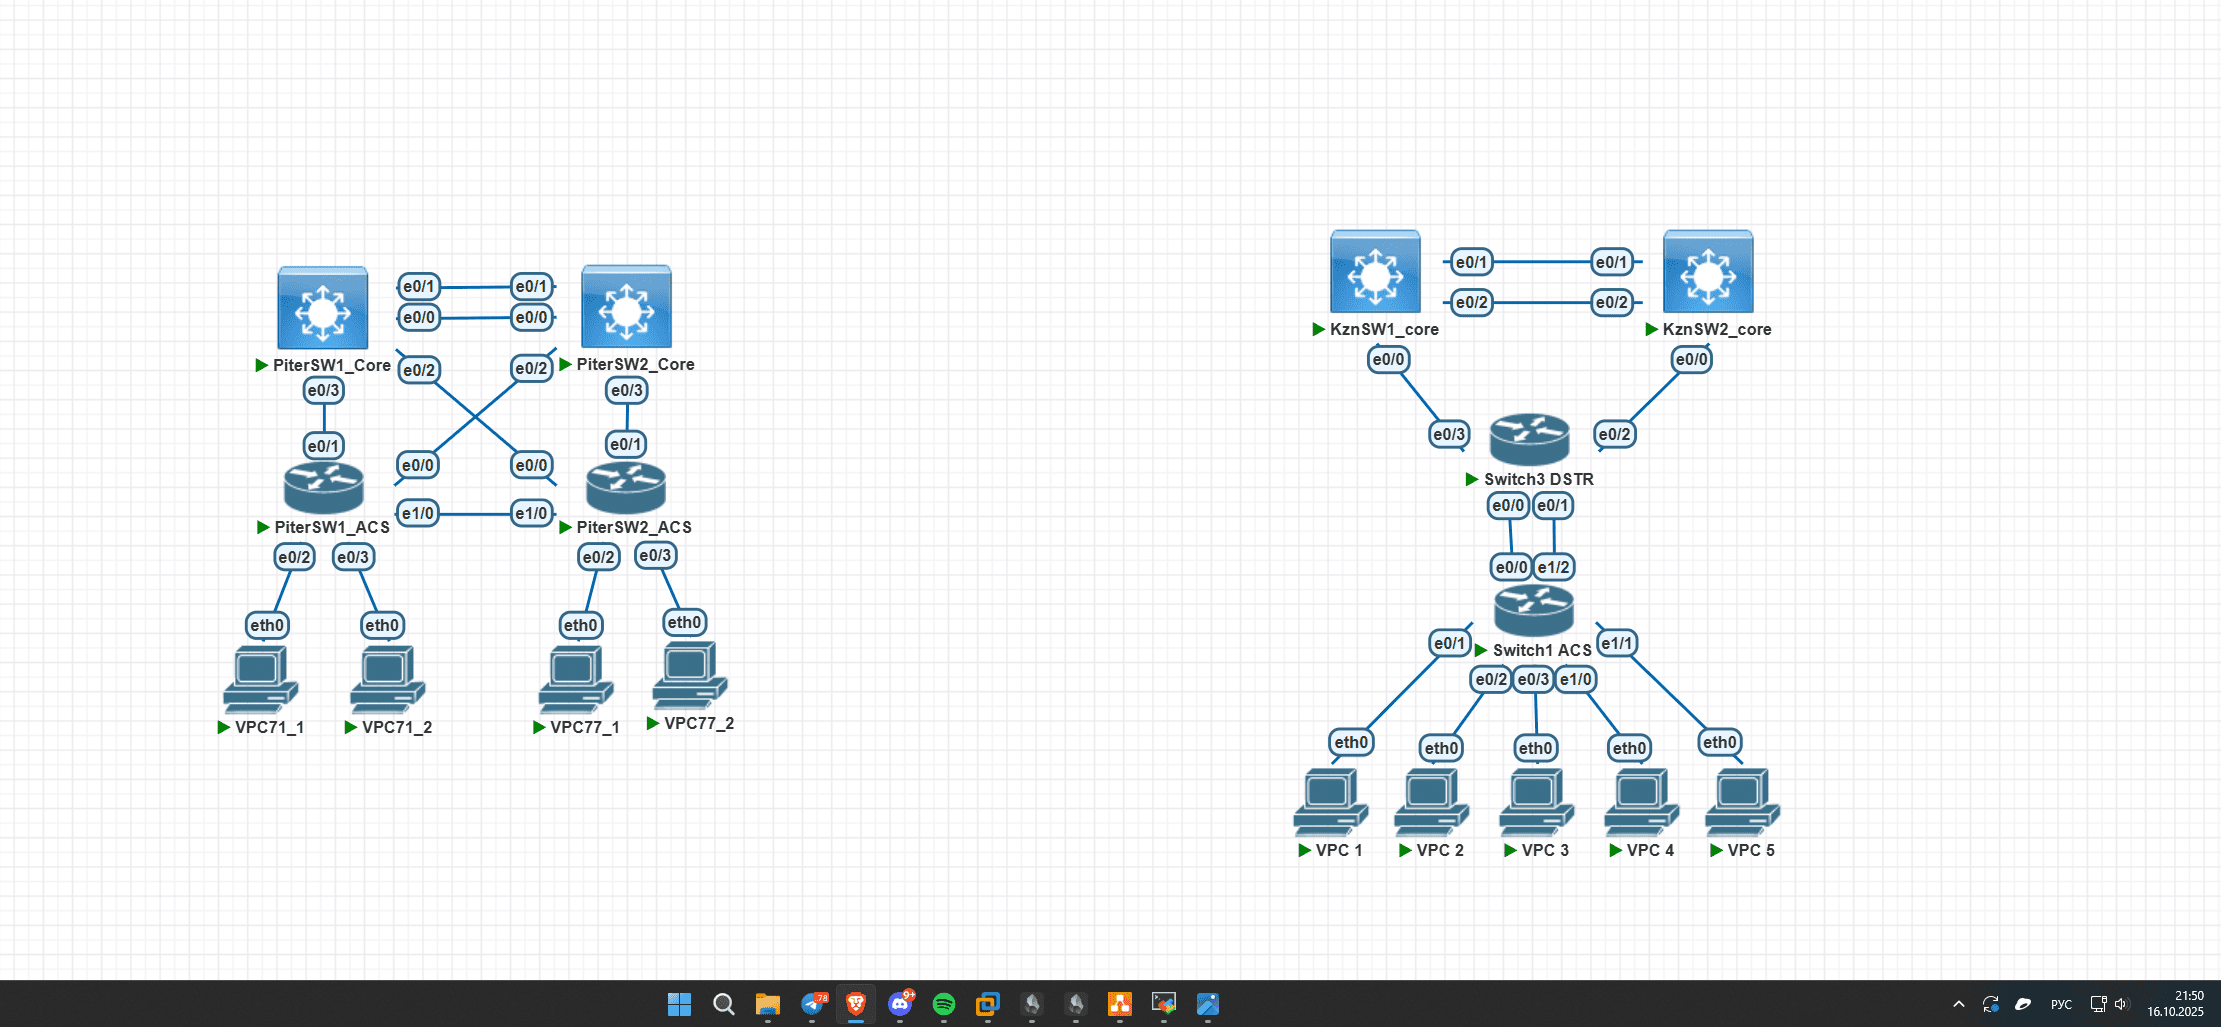 e0/1 e0/1
e0/0 e0/0
PiterSW1_Core e0/2 e0/2 PiterSW2_Core
e0/3 e0/3
e0/1 e0/1
e0/0 e0/0
e1/0 e1/0
PiterSW1_ACS PiterSW2_ACS
e0/2 e0/3 e0/2 e0/3
eth0 eth0 eth0 eth0
VPC71_1 VPC71_2 VPC77_1 VPC77_2
e0/1 e0/1
e0/2 e0/2
KznSW1_core KznSW2_core
e0/0 e0/0
e0/3 e0/2
Switch3 DSTR
e0/0 e0/1
e0/0 e1/2
e0/1 Switch1 ACS e1/1
e0/2 e0/3 e1/0
eth0 eth0 eth0 eth0 eth0
VPC 1 VPC 2 VPC 3 VPC 4 VPC 5
78 9+ РУС 21:50
16.10.2025